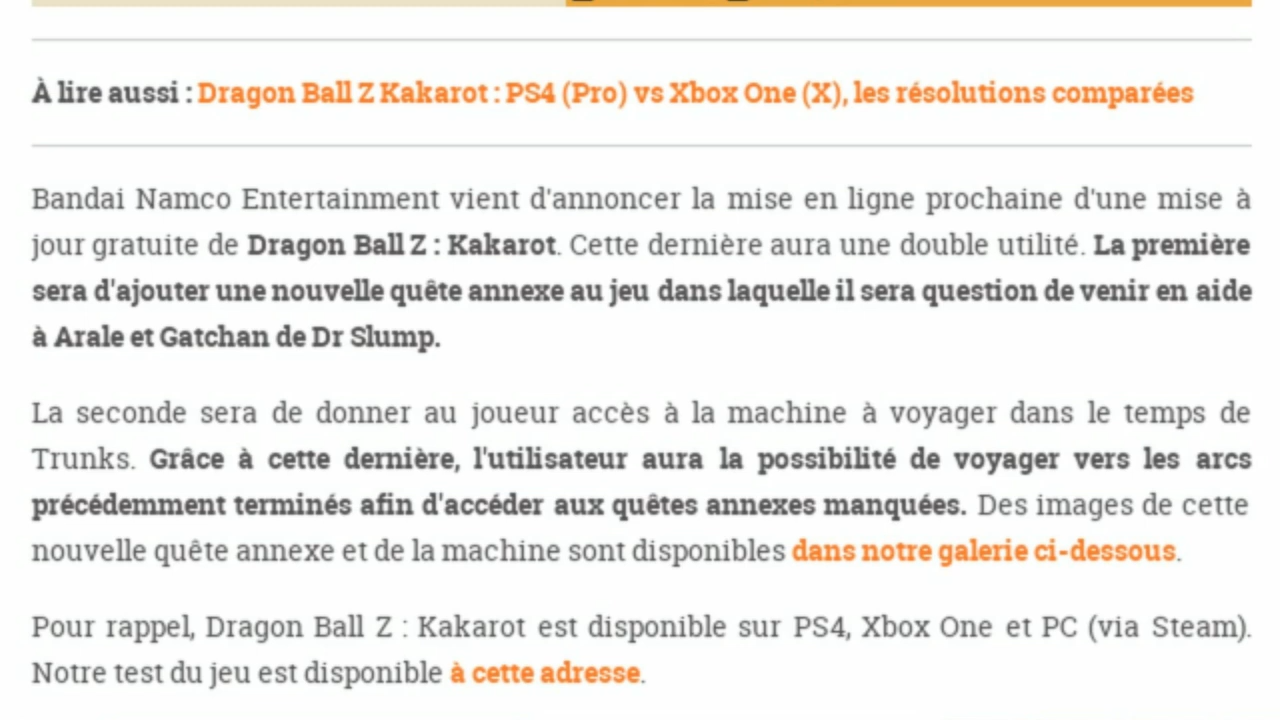 À lire aussi : Dragon Ball Z Kakarot : PS4 (Pro) vs Xbox One (X), les résolutions comparées
Bandai Namco Entertainment vient d'annoncer la mise en ligne prochaine d'une mise à
jour gratuite de Dragon Ball Z : Kakarot. Cette dernière aura une double utilité. La première
sera d'ajouter une nouvelle quête annexe au jeu dans laquelle il sera question de venir en aide
à Arale et Gatchan de Dr Slump.
La seconde sera de donner au joueur accès à la machine à voyager dans le temps de
Trunks. Grâce à cette dernière, l'utilisateur aura la possibilité de voyager vers les arcs
précédemment terminés afin d'accéder aux quêtes annexes manquées. Des images de cette
nouvelle quête annexe et de la machine sont disponibles dans notre galerie ci-dessous.
Pour rappel, Dragon Ball Z : Kakarot est disponible sur PS4, Xbox One et PC (via Steam).
Notre test du jeu est disponible à cette adresse.